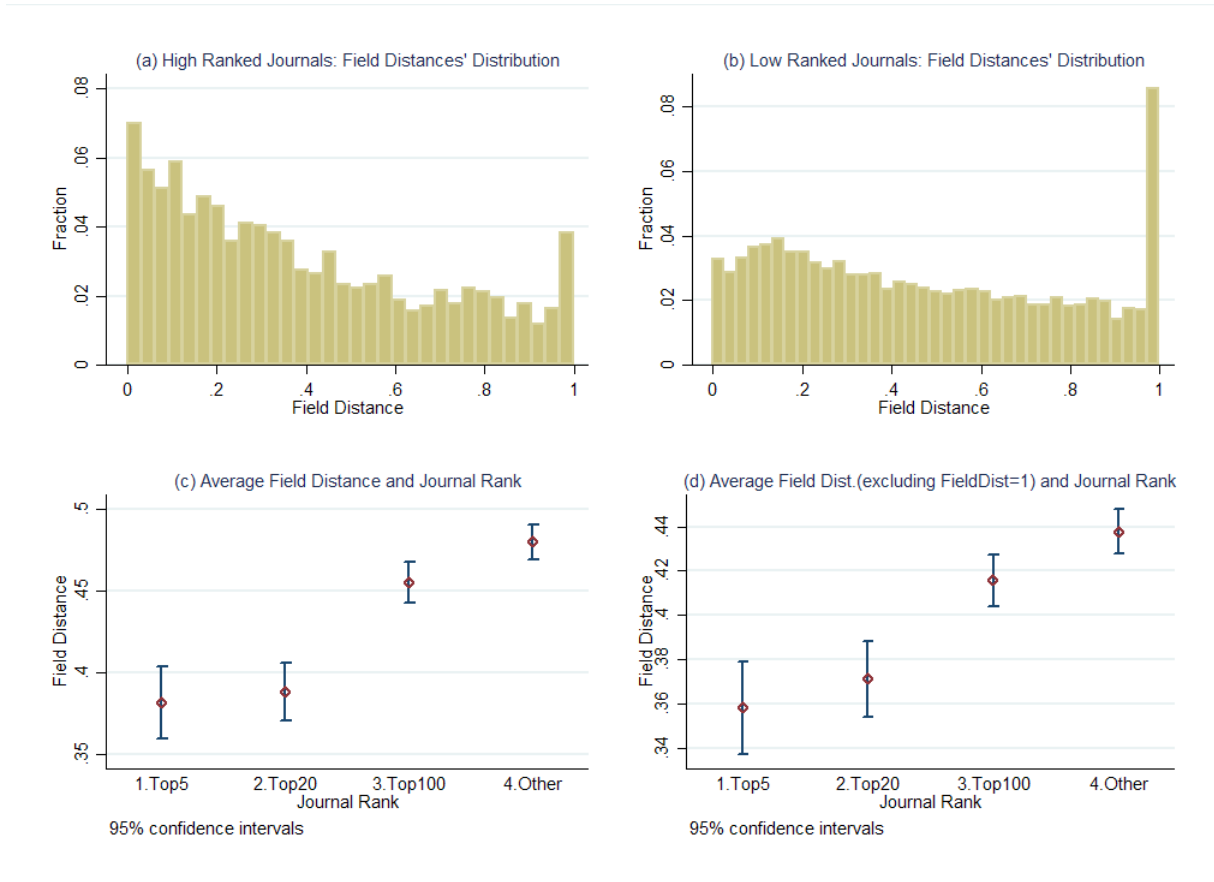 (a) High Ranked Journals: Field Distances' Distribution
Fraction
0 .02 .04 .06 .08
0 .2 .4 .6 .8 1
Field Distance
(b) Low Ranked Journals: Field Distances' Distribution
Fraction
0 .02 .04 .06 .08
0 .2 .4 .6 .8 1
Field Distance
(c) Average Field Distance and Journal Rank
Field Distance
.35 .4 .45 .5
1.Top5 2.Top20 3.Top100 4.Other
Journal Rank
95% confidence intervals
(d) Average Field Dist.(excluding FieldDist=1) and Journal Rank
Field Distance
.34 .36 .38 .4 .42 .44
1.Top5 2.Top20 3.Top100 4.Other
Journal Rank
95% confidence intervals